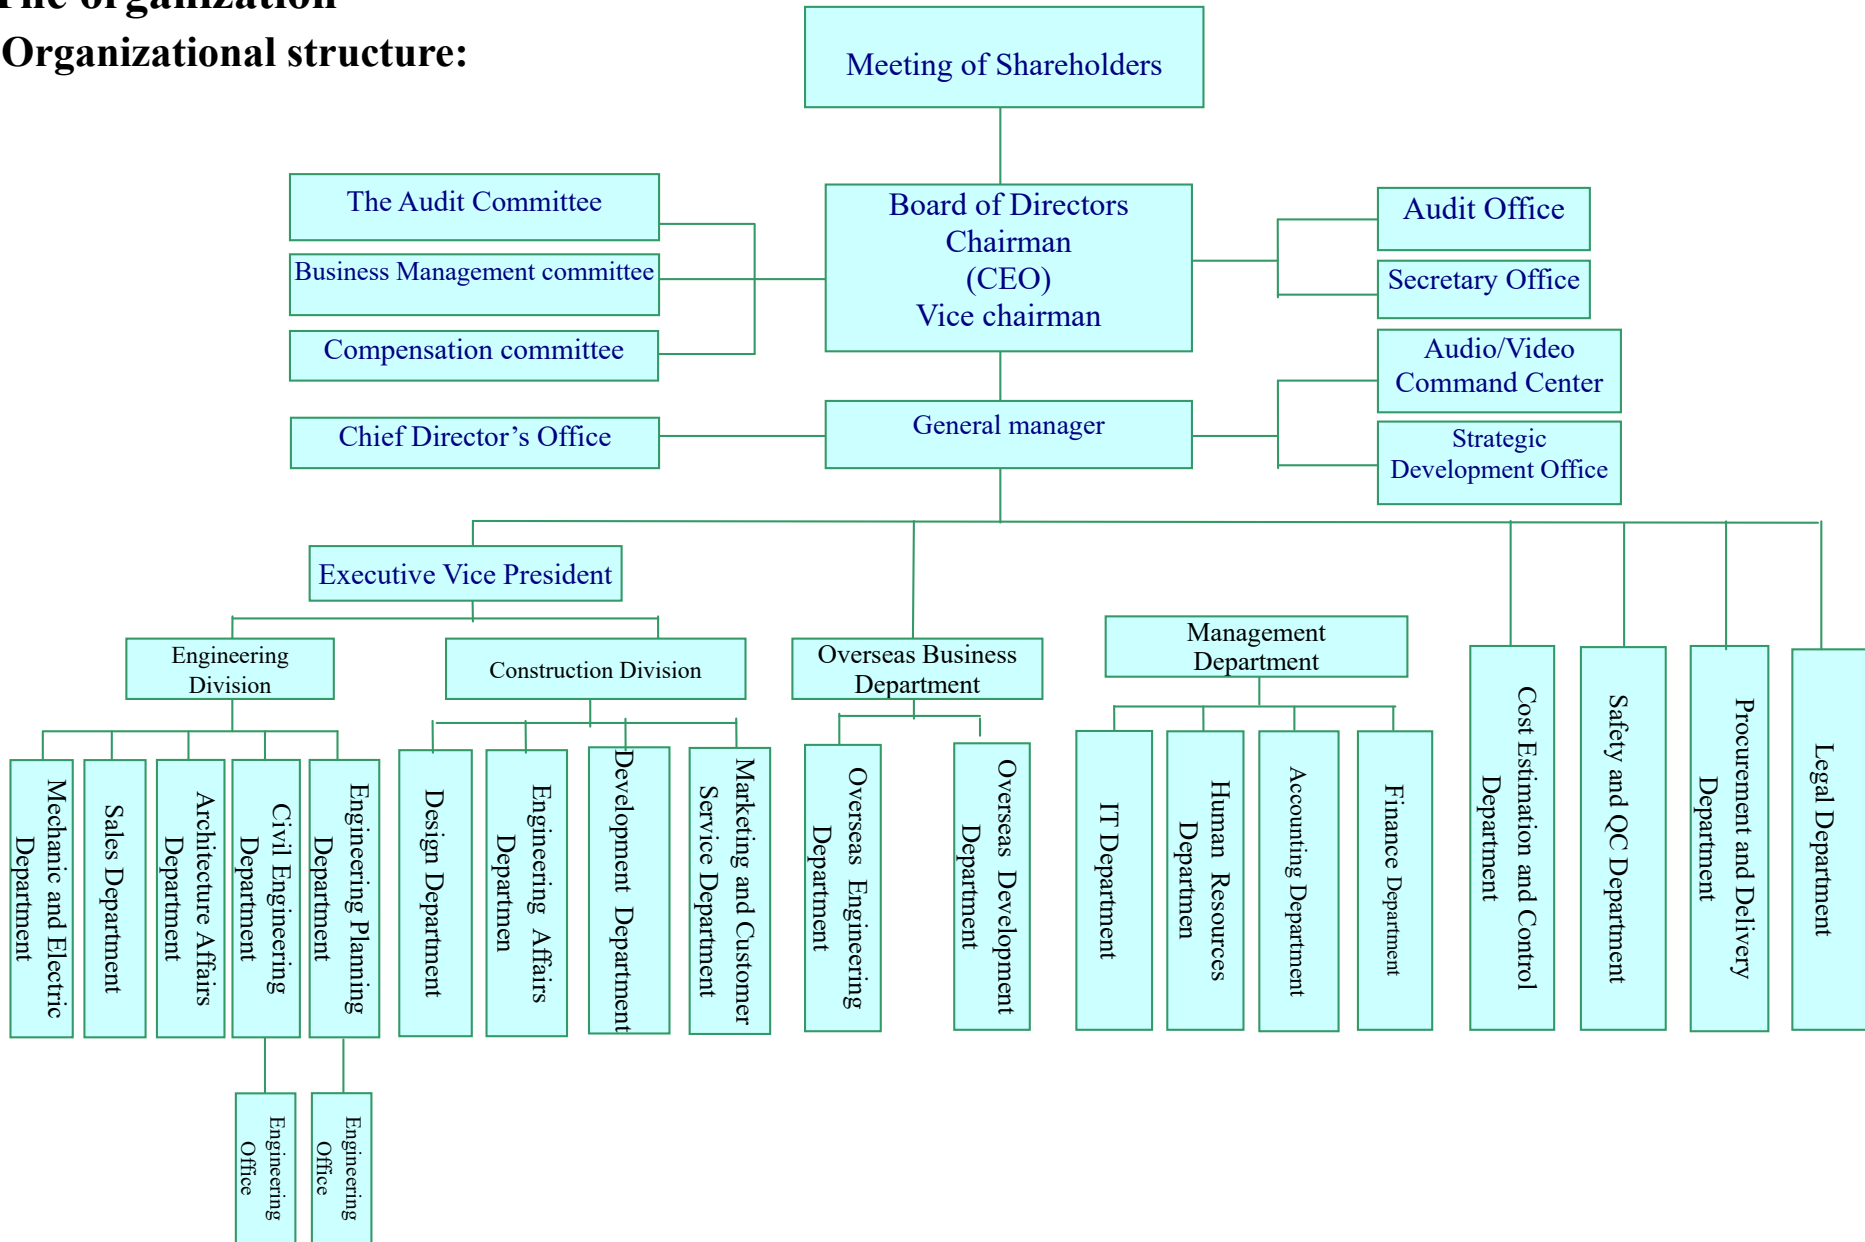 The organization
Organizational structure:
Meeting of Shareholders
The Audit Committee
Business Management committee
Compensation committee
Board of Directors
Chairman
(CEO)
Vice chairman
Audit Office
Secretary Office
Chief Director’s Office
General manager
Audio/Video
Command Center
Strategic
Development Office
Executive Vice President
Engineering
Division
Construction Division
Overseas Business
Department
Management
Department
Mechanic and Electric
Department
Sales Department
Architecture Affairs
Department
Civil Engineering
Department
Engineering Planning
Department
Design Department
Engineering Affairs
Departmen
Development Department
Marketing and Customer
Service Department
Overseas Engineering
Department
Overseas Development
Department
IT Department
Human Resources
Departmen
Accounting Department
Finance Department
Cost Estimation and Control
Department
Safety and QC Department
Procurement and Delivery
Department
Legal Department
Engineering
Office
Engineering
Office